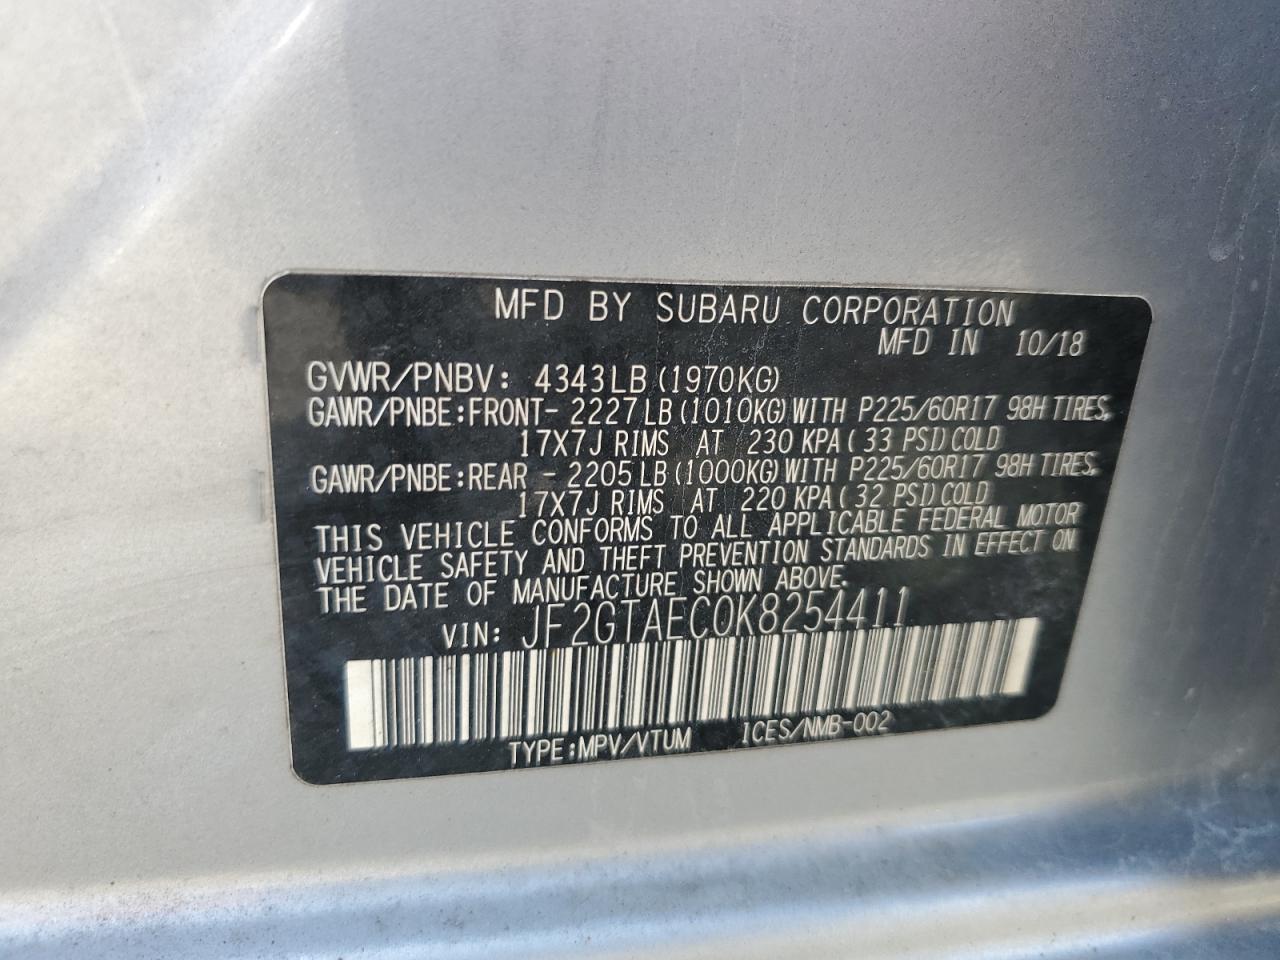 MFD BY SUBARU CORPORATION
MFD IN 10/18
GVWR/PNBV: 4343LB (1970KG)
GAWR/PNBE:FRONT- 2227LB (1010KG) WITH P225/60R17 98H TIRES,
17X7J RIMS AT 230 KPA ( 33 PSI) COLD
GAWR/PNBE:REAR - 2205LB (1000KG) WITH P225/60R17 98H TIRES,
17X7J RIMS AT 220 KPA ( 32 PSI) COLD
THIS VEHICLE CONFORMS TO ALL APPLICABLE FEDERAL MOTOR
VEHICLE SAFETY AND THEFT PREVENTION STANDARDS IN EFFECT ON
THE DATE OF MANUFACTURE SHOWN ABOVE.
VIN: JF2GTAEC0K8254411
TYPE:MPV/VTUM ICES/NMB-002